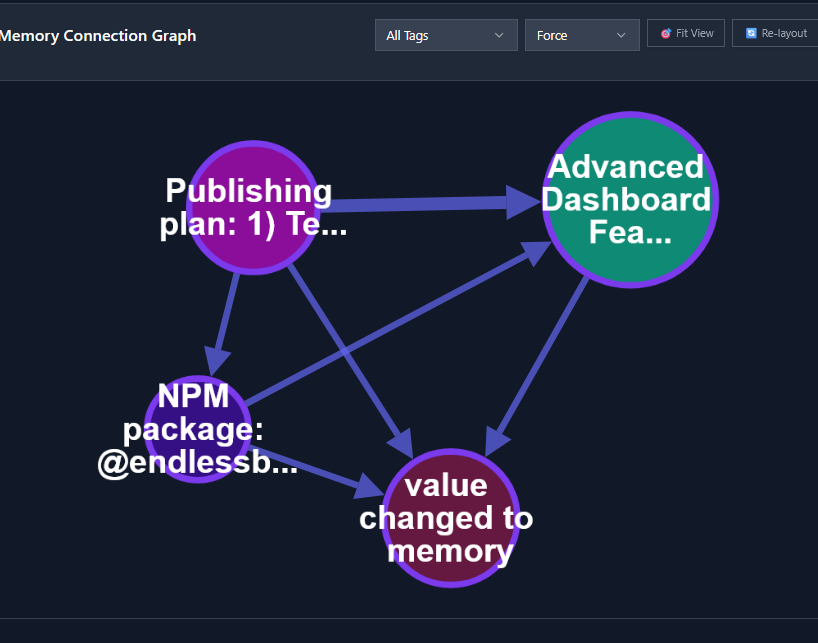 Memory Connection Graph
All Tags
Force
Fit View
Re-layout
Publishing
plan: 1) Te...
Advanced
Dashboard
Fea...
NPM
package:
@endlessb...
value
changed to
memory